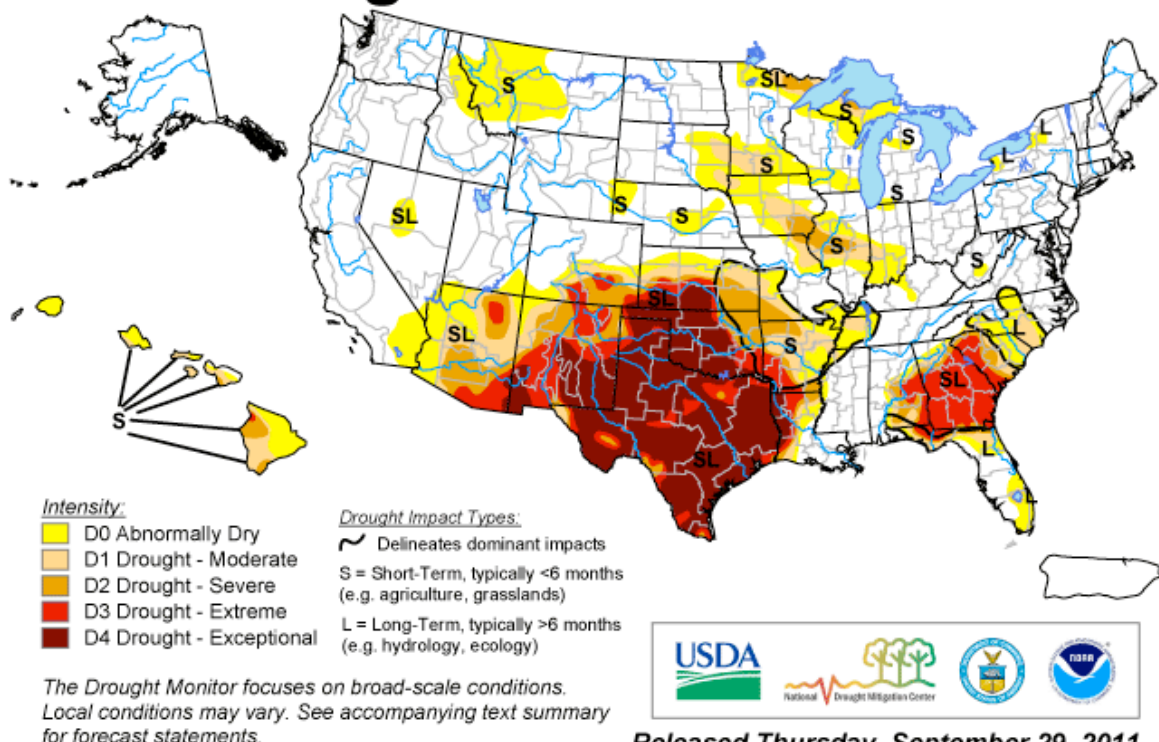 SL
S
S
L
S
L
S
S
SL
S
S
S
S
SL
SL
S
L
SL
S
SL
L
L
Intensity:
D0 Abnormally Dry
D1 Drought - Moderate
D2 Drought - Severe
D3 Drought - Extreme
D4 Drought - Exceptional
Drought Impact Types:
Delineates dominant impacts
S = Short-Term, typically <6 months
(e.g. agriculture, grasslands)
L = Long-Term, typically >6 months
(e.g. hydrology, ecology)
The Drought Monitor focuses on broad-scale conditions.
Local conditions may vary. See accompanying text summary
for forecast statements.
USDA
National Drought Mitigation Center
noaa
Released Thursday, September 29, 2011